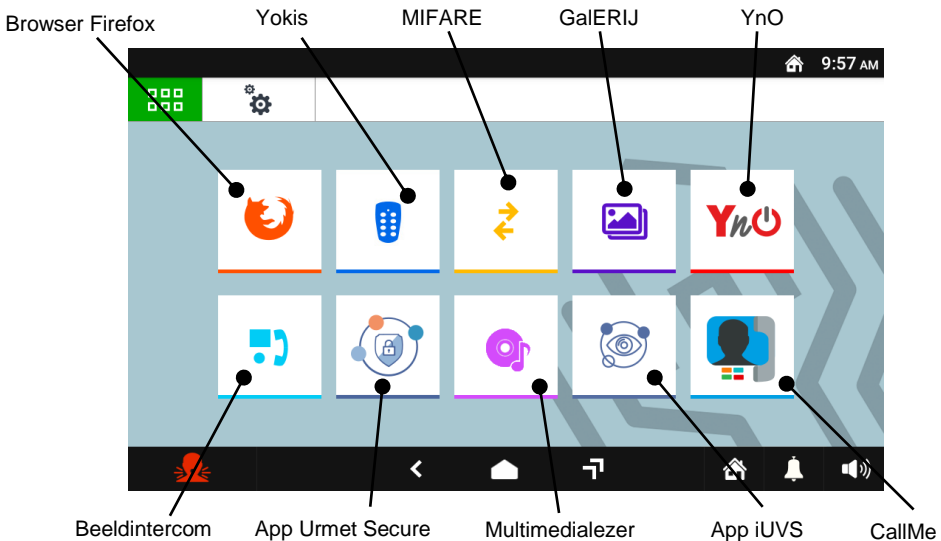 Browser Firefox
Yokis
MIFARE
GalERIJ
YnO
9:57 AM
YnO
Beeldintercom
App Urmet Secure
Multimedialezer
App iUVS
CallMe